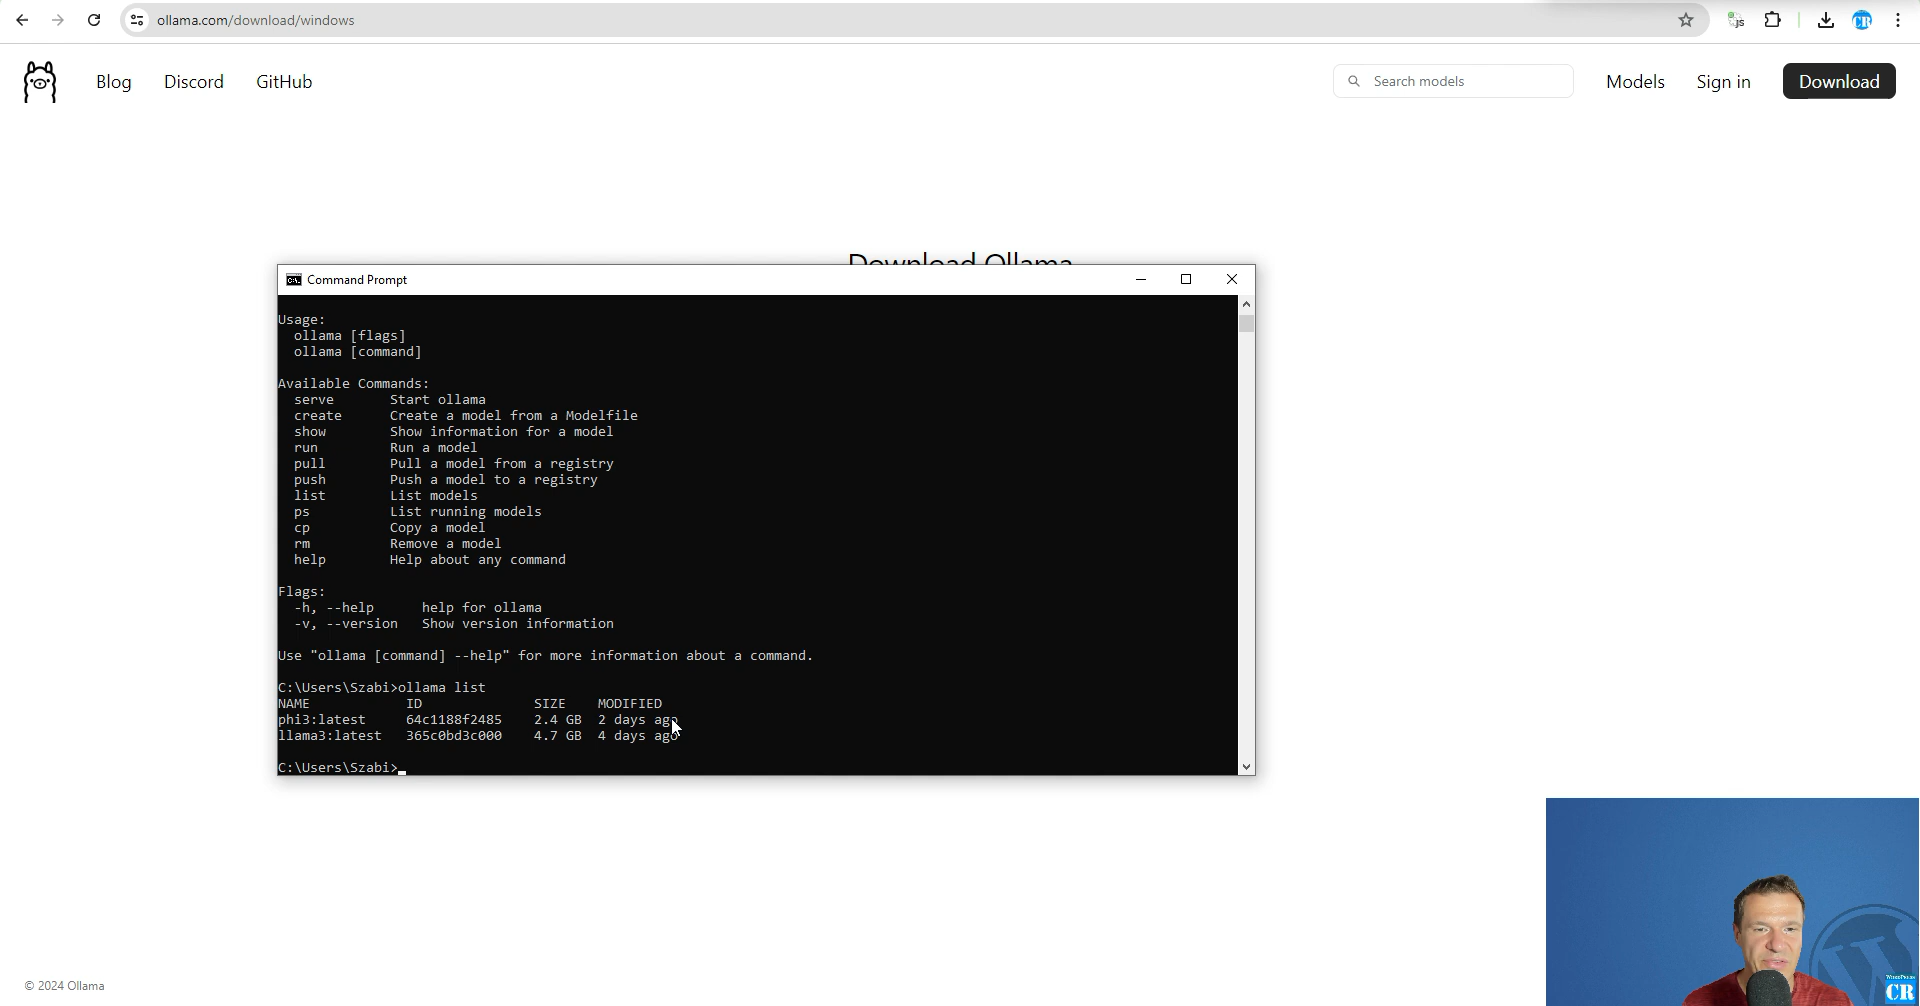 ollama.com/download/windows
JS
CR
Blog
Discord
GitHub
Search models
Models
Sign in
Download
Download Ollama
Command Prompt
Usage:
ollama [flags]
ollama [command]
Available Commands:
serve Start ollama
create Create a model from a Modelfile
show Show information for a model
run Run a model
pull Pull a model from a registry
push Push a model to a registry
list List models
ps List running models
cp Copy a model
rm Remove a model
help Help about any command
Flags:
-h, --help help for ollama
-v, --version Show version information
Use "ollama [command] --help" for more information about a command.
C:\Users\Szabi>ollama list
NAME ID SIZE MODIFIED
phi3:latest 64c1188f2485 2.4 GB 2 days ago
llama3:latest 365c0bd3c000 4.7 GB 4 days ago
C:\Users\Szabi>
© 2024 Ollama
WordPress
CR